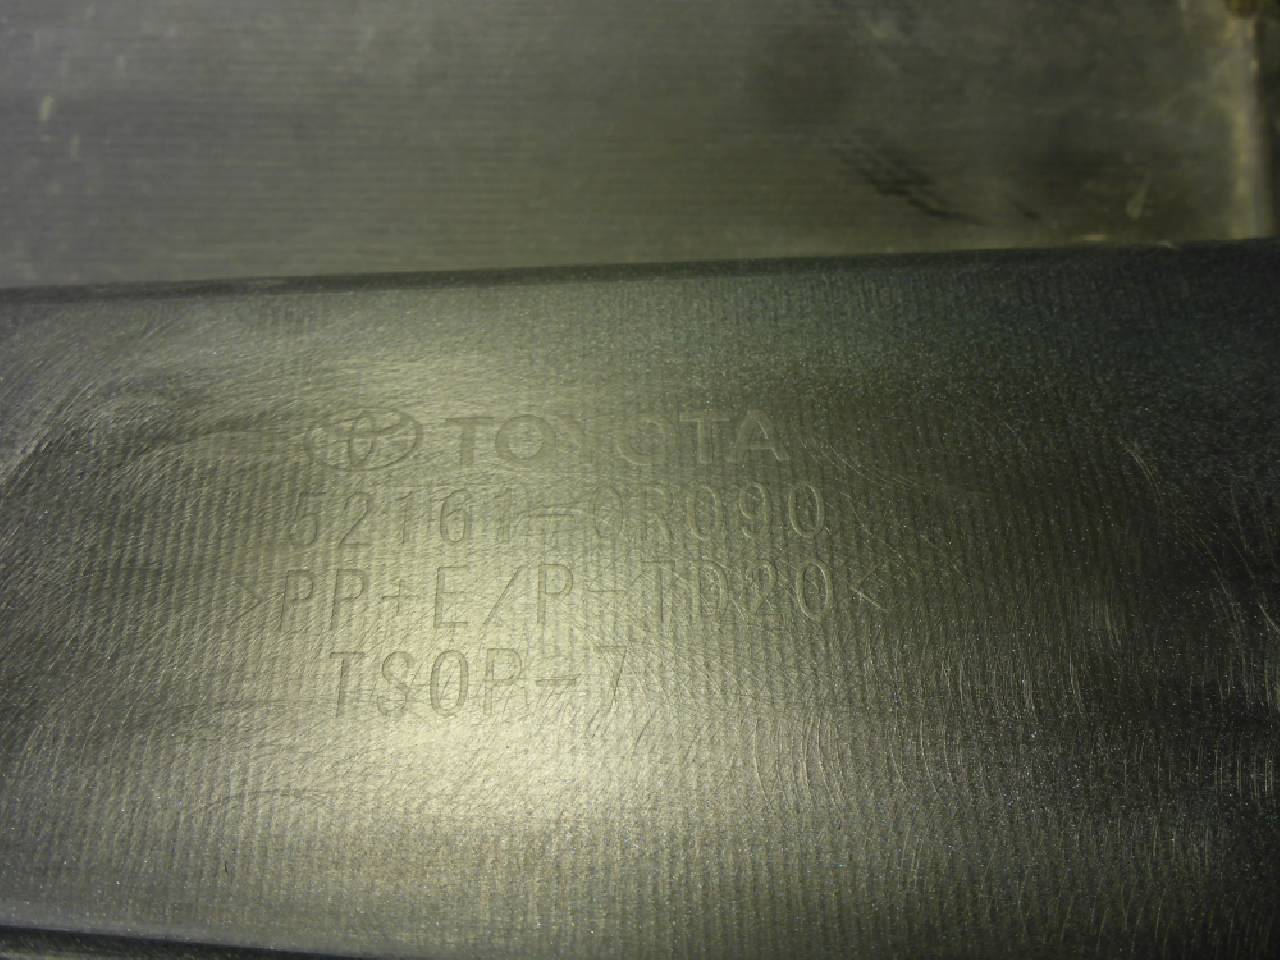 TOYOTA
52161-0R090
>PP+E/P-TD20<
TSOP-7